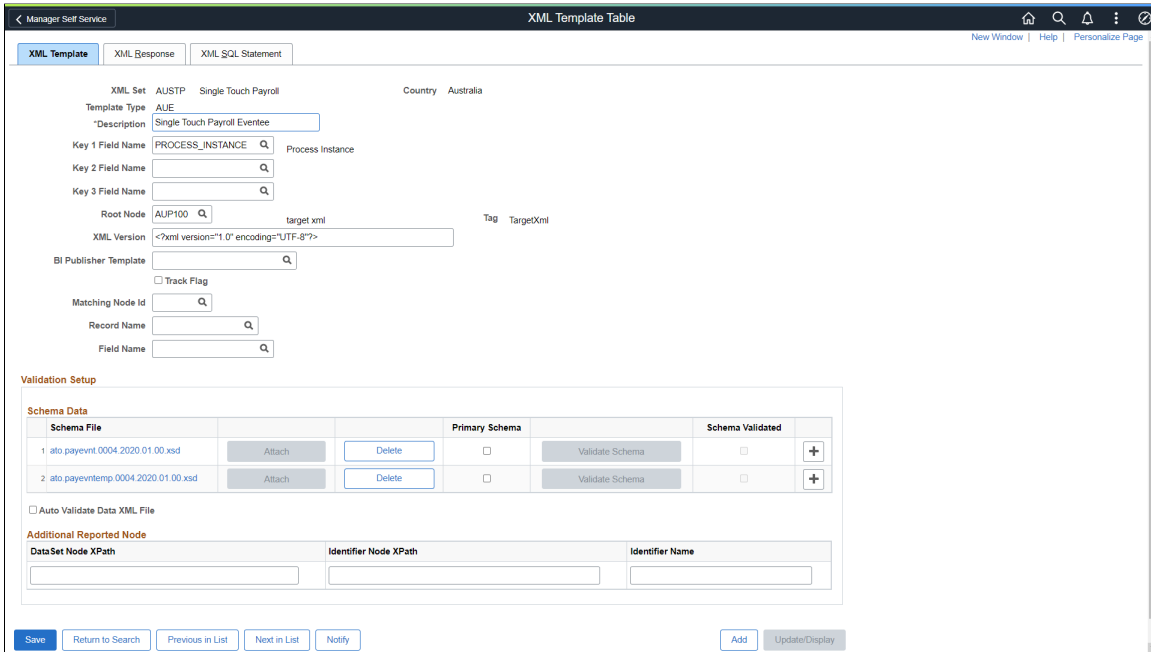 Manager Self Service XML Template Table
New Window | Help | Personalize Page
XML Template XML Response XML SQL Statement
XML Set AUSTP Single Touch Payroll Country Australia
Template Type AUE
*Description Single Touch Payroll Eventee
Key 1 Field Name PROCESS_INSTANCE Process Instance
Key 2 Field Name
Key 3 Field Name
Root Node AUP100 target xml Tag TargetXml
XML Version <?xml version="1.0" encoding="UTF-8"?>
BI Publisher Template
Track Flag
Matching Node Id
Record Name
Field Name
Validation Setup
Schema Data
Schema File Primary Schema Schema Validated
1 ato.payevnt.0004.2020.01.00.xsd Attach Delete Validate Schema
2 ato.payevntemp.0004.2020.01.00.xsd Attach Delete Validate Schema
Auto Validate Data XML File
Additional Reported Node
DataSet Node XPath Identifier Node XPath Identifier Name
Save Return to Search Previous in List Next in List Notify Add Update/Display